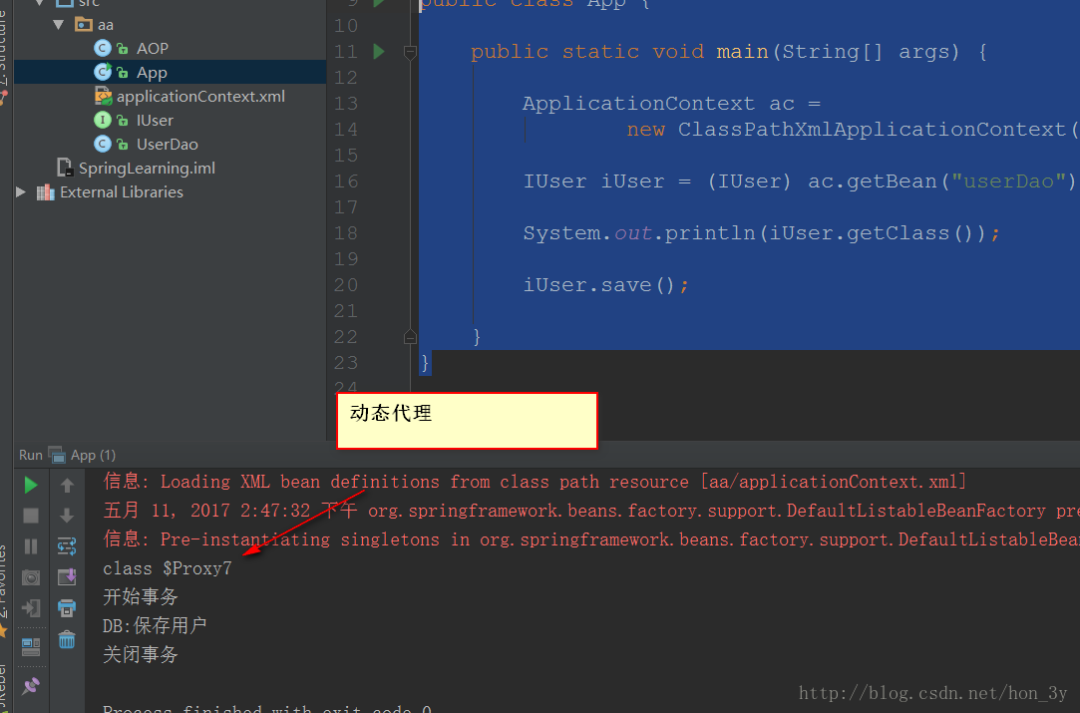 src
aa
AOP
App
applicationContext.xml
IUser
UserDao
SpringLearning.iml
External Libraries
9 public class App {
10
11 public static void main(String[] args) {
12
13 ApplicationContext ac =
14 new ClassPathXmlApplicationContext(
15
16 IUser iUser = (IUser) ac.getBean("userDao")
17
18 System.out.println(iUser.getClass());
19
20 iUser.save();
21
22 }
23 }
24
动态代理
Run App (1)
信息: Loading XML bean definitions from class path resource [aa/applicationContext.xml]
五月 11, 2017 2:47:32 下午 org.springframework.beans.factory.support.DefaultListableBeanFactory pre
信息: Pre-instantiating singletons in org.springframework.beans.factory.support.DefaultListableBean
class $Proxy7
开始事务
DB:保存用户
关闭事务
http://blog.csdn.net/hon_3y
Process finished with exit code 0
2: Favorites